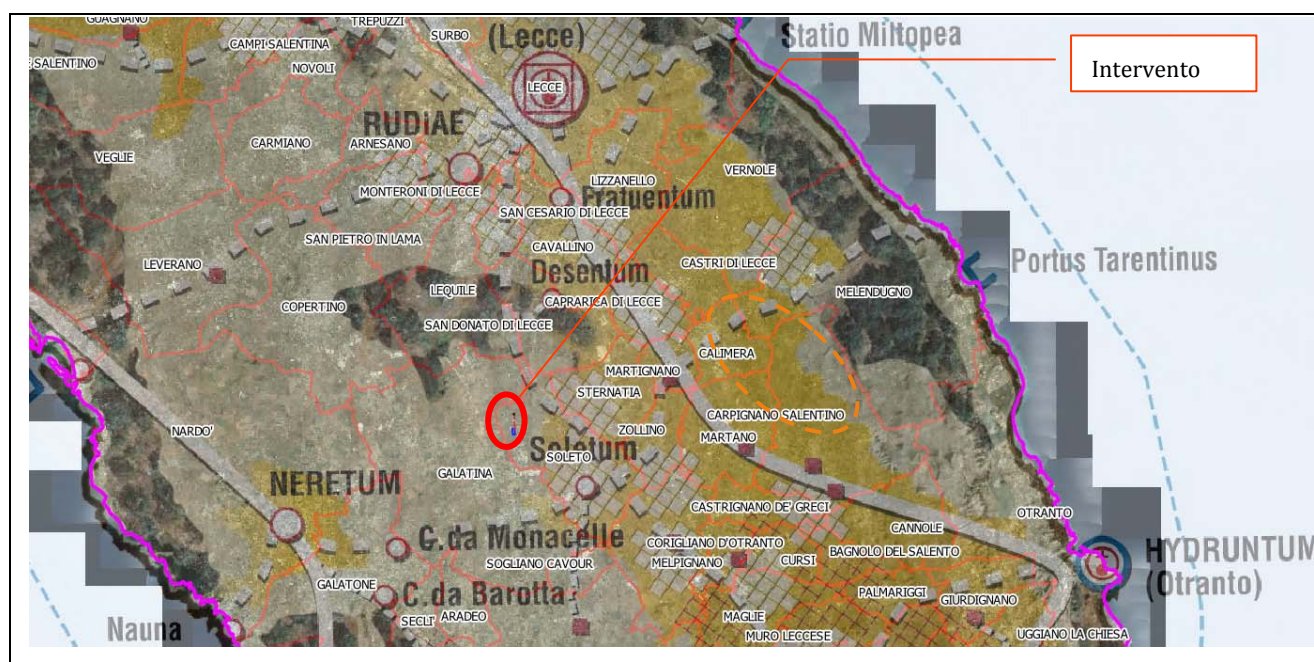 GUAGNANO
TREPUZZI
SURBO
(Lecce)
Statio Miltopea
CAMPI SALENTINA
E SALENTINO
NOVOLI
Intervento
LECCE
RUDIAE
VEGLIE
CARMIANO
ARNESANO
VERNOLE
LIZZANELLO
MONTERONI DI LECCE
Fratuentum
SAN CESARIO DI LECCE
SAN PIETRO IN LAMA
CAVALLINO
LEVERANO
Desentum
CASTRI DI LECCE
Portus Tarentinus
LEQUILE
MELENDUGNO
COPERTINO
CAPRARICA DI LECCE
SAN DONATO DI LECCE
CALIMERA
MARTIGNANO
STERNATIA
CARPIGNANO SALENTINO
NARDO'
ZOLLINO
MARTANO
Soletum
SOLETO
GALATINA
NERETUM
CASTRIGNANO DE' GRECI
OTRANTO
CANNOLE
C.da Monacelle
CORIGLIANO D'OTRANTO
BAGNOLO DEL SALENTO
HYDRUNTUM
(Otranto)
SOGLIANO CAVOUR
MELPIGNANO
CURSI
GALATONE
PALMARIGGI
C.da Barotta
GIURDIGNANO
SECLI'
ARADEO
MAGLIE
Nauna
MURO LECCESE
UGGIANO LA CHIESA